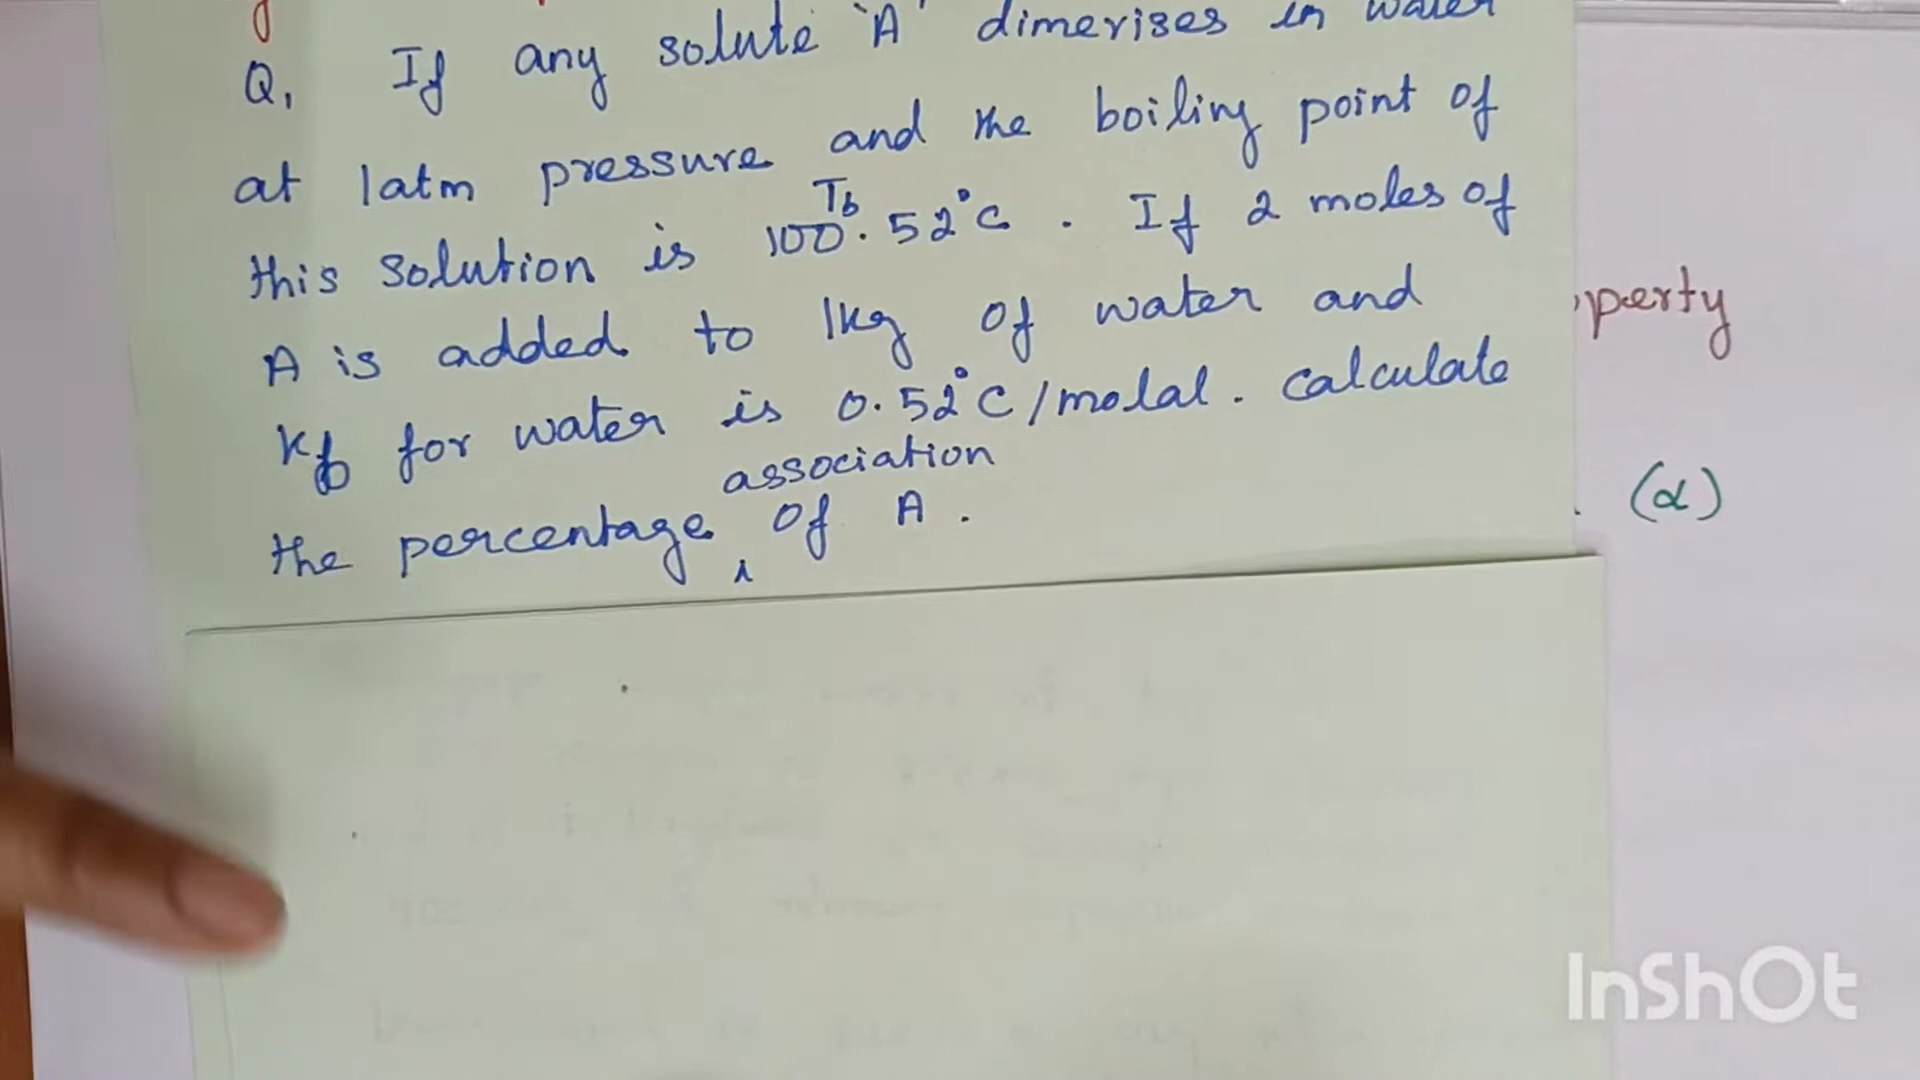 Q, If any solute 'A' dimerises in water
at 1atm pressure and the boiling point of
Tb
this solution is 100.52°C. If 2 moles of
A is added to 1kg of water and
Kb for water is 0.52°C/molal. calculate
association
the percentage of A.
perty
(α)
InShOt